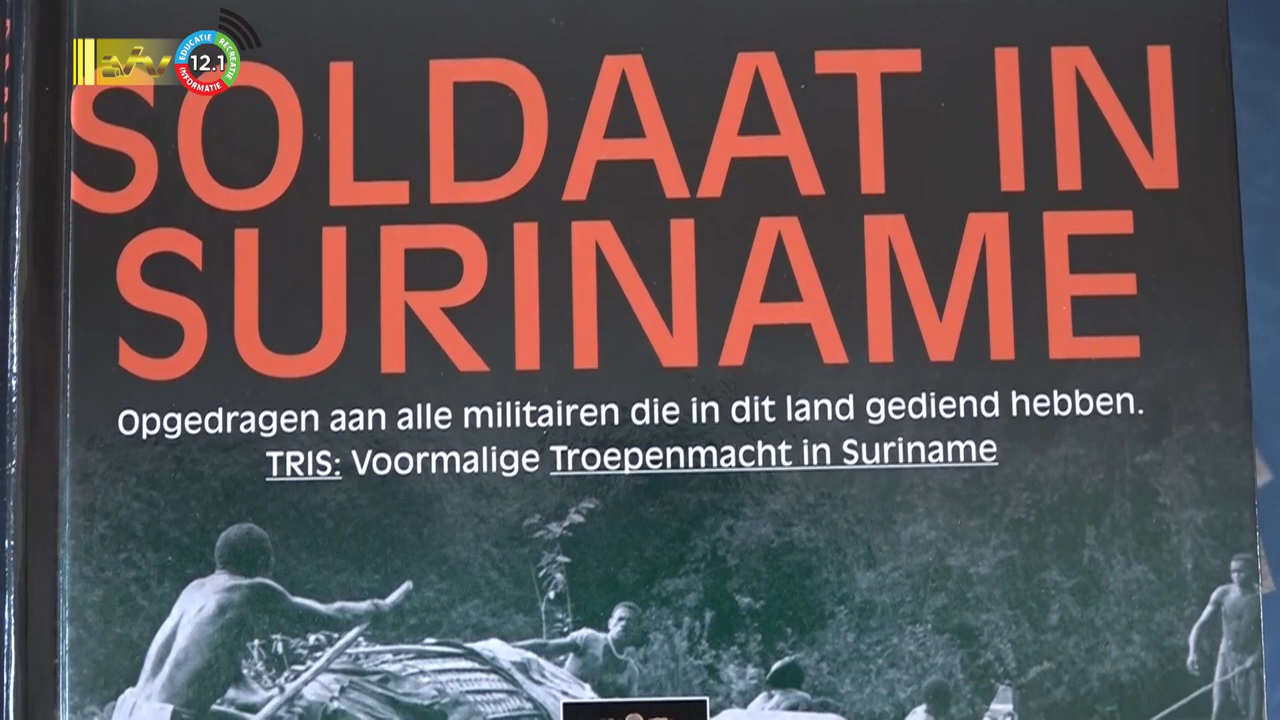 EDUCATIE
RECREATIE
INFORMATIE
12.1
SOLDAAT IN
SURINAME
Opgedragen aan alle militairen die in dit land gediend hebben.
TRIS: Voormalige Troepenmacht in Suriname